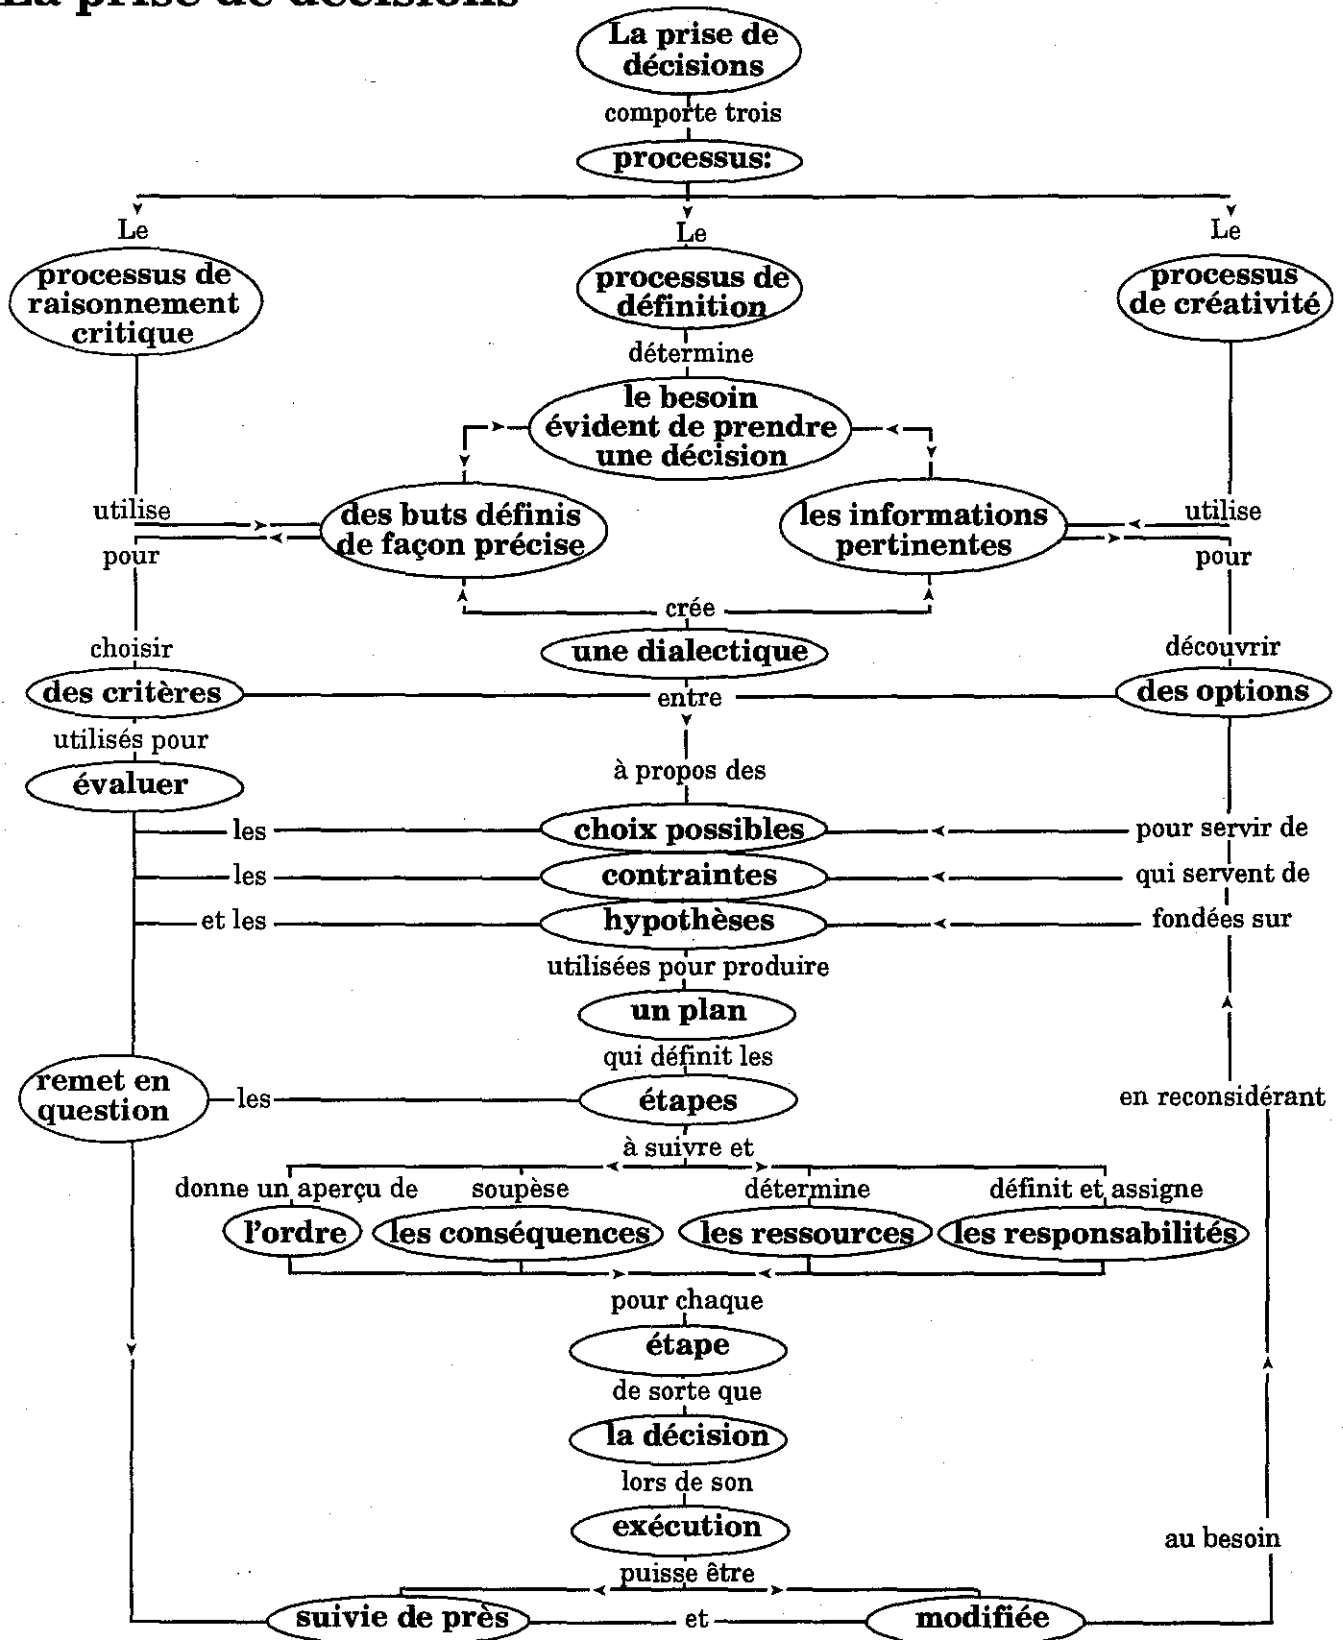 La prise de décisions
La prise de
décisions
comporte trois
processus:
Le
Le
Le
processus de
raisonnement
critique
processus de
définition
processus
de créativité
détermine
le besoin
évident de prendre
une décision
utilise
des buts définis
de façon précise
les informations
pertinentes
utilise
pour
pour
crée
choisir
une dialectique
découvrir
des critères
entre
des options
utilisés pour
à propos des
évaluer
les
choix possibles
pour servir de
les
contraintes
qui servent de
et les
hypothèses
fondées sur
utilisées pour produire
un plan
qui définit les
remet en
question
les
étapes
en reconsidérant
à suivre et
donne un aperçu de
soupèse
détermine
définit et assigne
l'ordre
les conséquences
les ressources
les responsabilités
pour chaque
étape
de sorte que
la décision
lors de son
exécution
au besoin
puisse être
suivie de près
et
modifiée